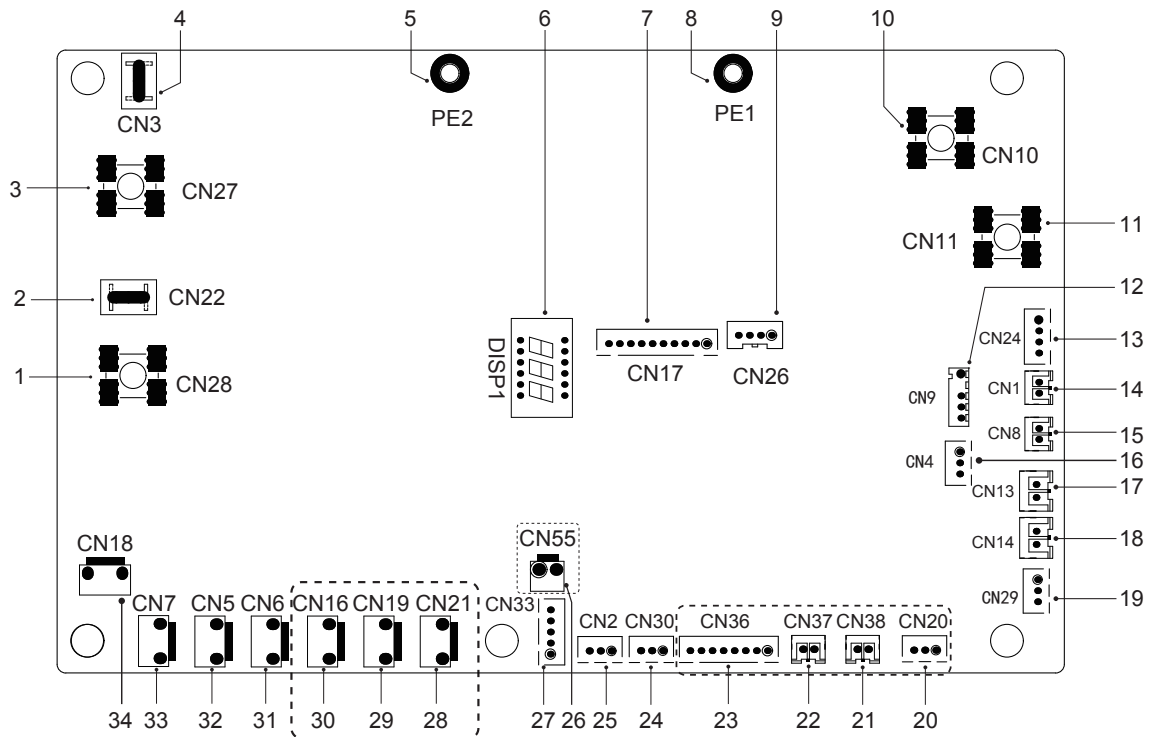 4 5 6 7 8 9 10
CN3 PE2 PE1
CN10
3 CN27
CN11 11
12
2 CN22
CN24 13
DISP1
CN17 CN26
1 CN28
CN9 CN1 14
CN8 15
CN4 16
CN13 17
CN18 CN55
CN14 18
CN7 CN5 CN6 CN16 CN19 CN21 CN33 CN2 CN30 CN36 CN37 CN38 CN20
CN29 19
34 33 32 31 30 29 28 27 26 25 24 23 22 21 20